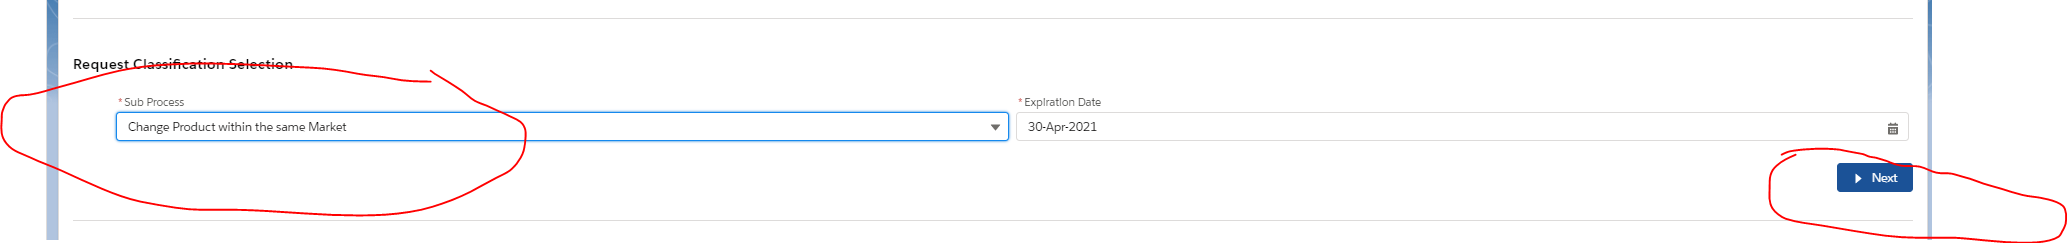 Request Classification Selection
* Sub Process
* Expiration Date
Change Product within the same Market
30-Apr-2021
Next